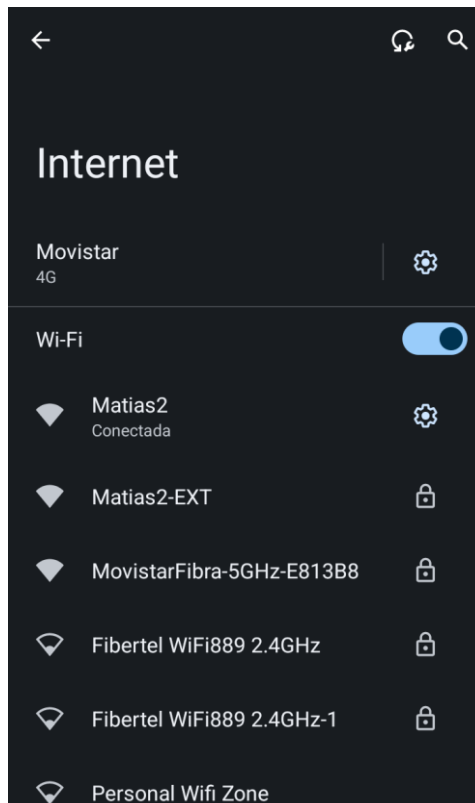 Internet
Movistar
4G
Wi-Fi
Matias2
Conectada
Matias2-EXT
MovistarFibra-5GHz-E813B8
Fibertel WiFi889 2.4GHz
Fibertel WiFi889 2.4GHz-1
Personal Wifi Zone